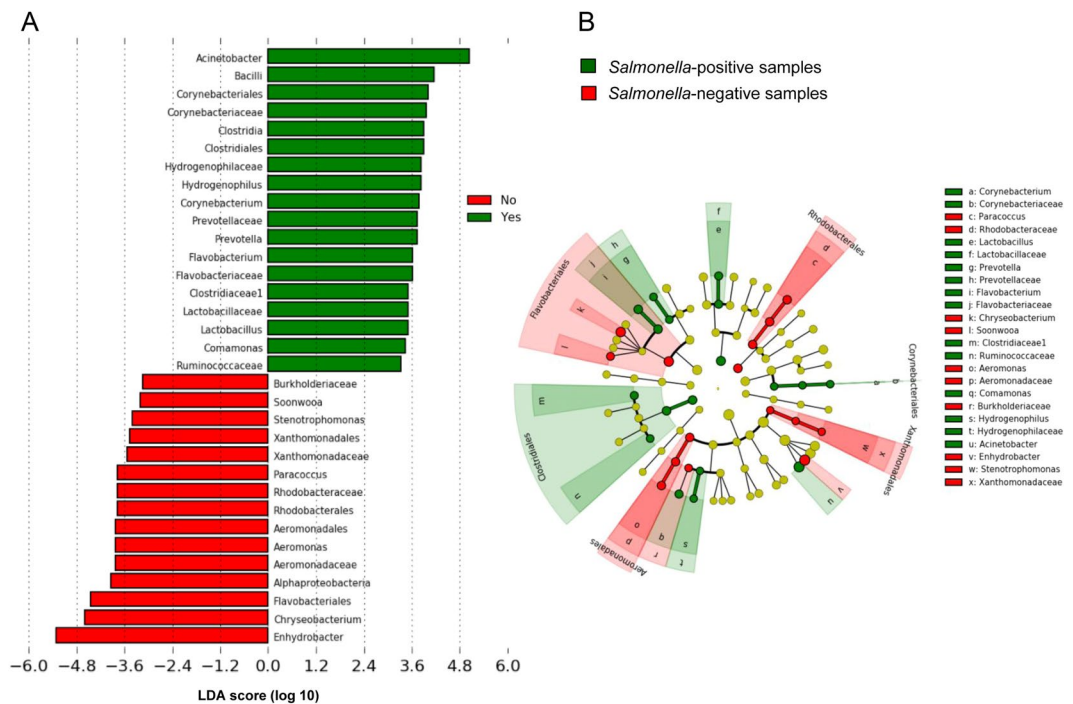 A
Acinetobacter
Bacilli
Corynebacteriales
Corynebacteriaceae
Clostridia
Clostridiales
Hydrogenophilaceae
Hydrogenophilus
Corynebacterium
Prevotellaceae
Prevotella
Flavobacterium
Flavobacteriaceae
Clostridiaceae1
Lactobacillaceae
Lactobacillus
Comamonas
Ruminococcaceae
Burkholderiaceae
Soonwooa
Stenotrophomonas
Xanthomonadales
Xanthomonadaceae
Paracoccus
Rhodobacteraceae
Rhodobacterales
Aeromonadales
Aeromonas
Aeromonadaceae
Alphaproteobacteria
Flavobacteriales
Chryseobacterium
Enhydrobacter
−6.0 −4.8 −3.6 −2.4 −1.2 0.0 1.2 2.4 3.6 4.8 6.0
LDA score (log 10)
No
Yes
B
Salmonella-positive samples
Salmonella-negative samples
f
e
Rhodobacterales
d
c
h
g
j
i
Flavobacteriales
k
l
Corynebacteriales
a b
m
Clostridiales
n
Xanthomonadales
w x
v
u
o
p
Aeromonadales
q
r
s
t
a: Corynebacterium
b: Corynebacteriaceae
c: Paracoccus
d: Rhodobacteraceae
e: Lactobacillus
f: Lactobacillaceae
g: Prevotella
h: Prevotellaceae
i: Flavobacterium
j: Flavobacteriaceae
k: Chryseobacterium
l: Soonwooa
m: Clostridiaceae1
n: Ruminococcaceae
o: Aeromonas
p: Aeromonadaceae
q: Comamonas
r: Burkholderiaceae
s: Hydrogenophilus
t: Hydrogenophilaceae
u: Acinetobacter
v: Enhydrobacter
w: Stenotrophomonas
x: Xanthomonadaceae